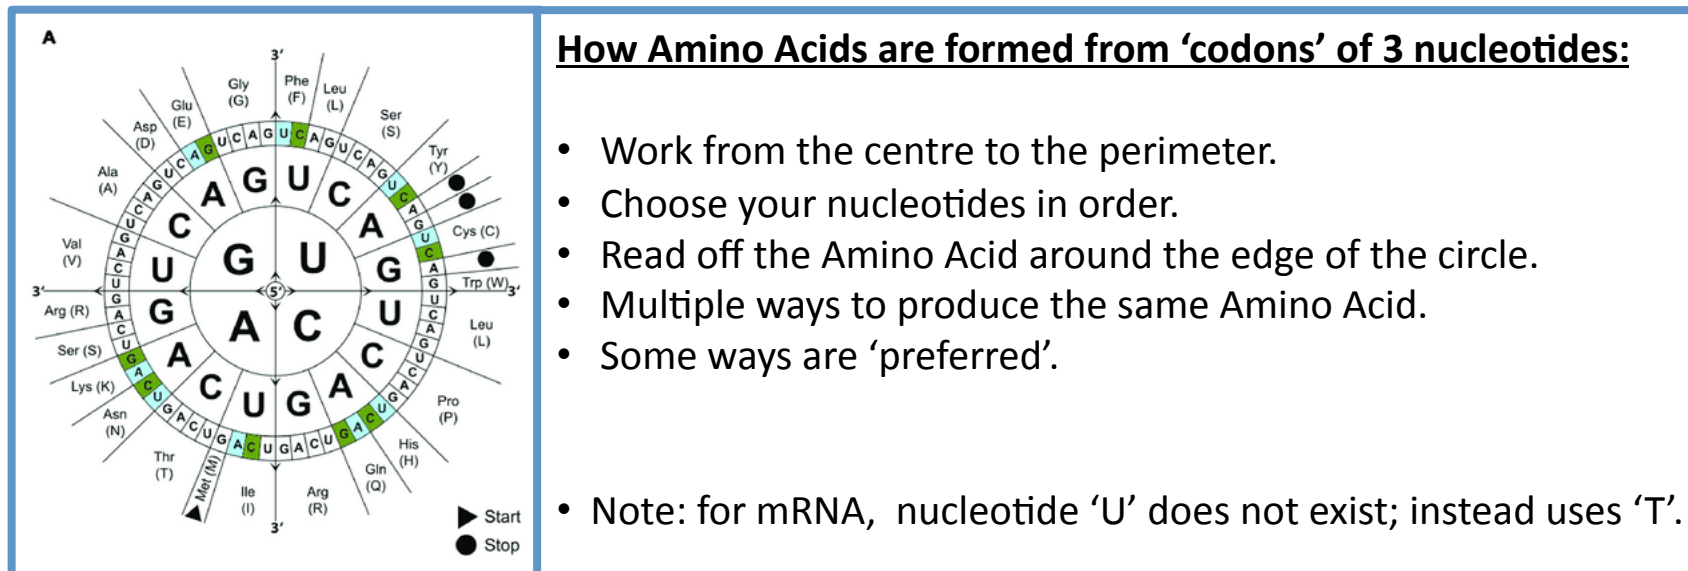 A
3'
Gly
(G)
Phe
(F)
Leu
(L)
Glu
(E)
Ser
(S)
Asp
(D)
Tyr
(Y)
Ala
(A)
Cys (C)
Val
(V)
Trp (W)
3'
3'
Arg (R)
Leu
(L)
Ser (S)
Lys (K)
Pro
(P)
Asn
(N)
His
(H)
Thr
(T)
Met (M)
Gln
(Q)
Ile
(I)
Arg
(R)
3'
5'
G U
A C
U C A G
U C A G
U C A G
U C A G
U C A G U C A G U C A G U C A G
U C A G U C A G U C A G U C A G
U C A G U C A G U C A G U C A G
U C A G U C A G U C A G U C A G
Start
Stop
How Amino Acids are formed from ‘codons’ of 3 nucleotides:
• Work from the centre to the perimeter.
• Choose your nucleotides in order.
• Read off the Amino Acid around the edge of the circle.
• Multiple ways to produce the same Amino Acid.
• Some ways are ‘preferred’.
• Note: for mRNA, nucleotide ‘U’ does not exist; instead uses ‘T’.